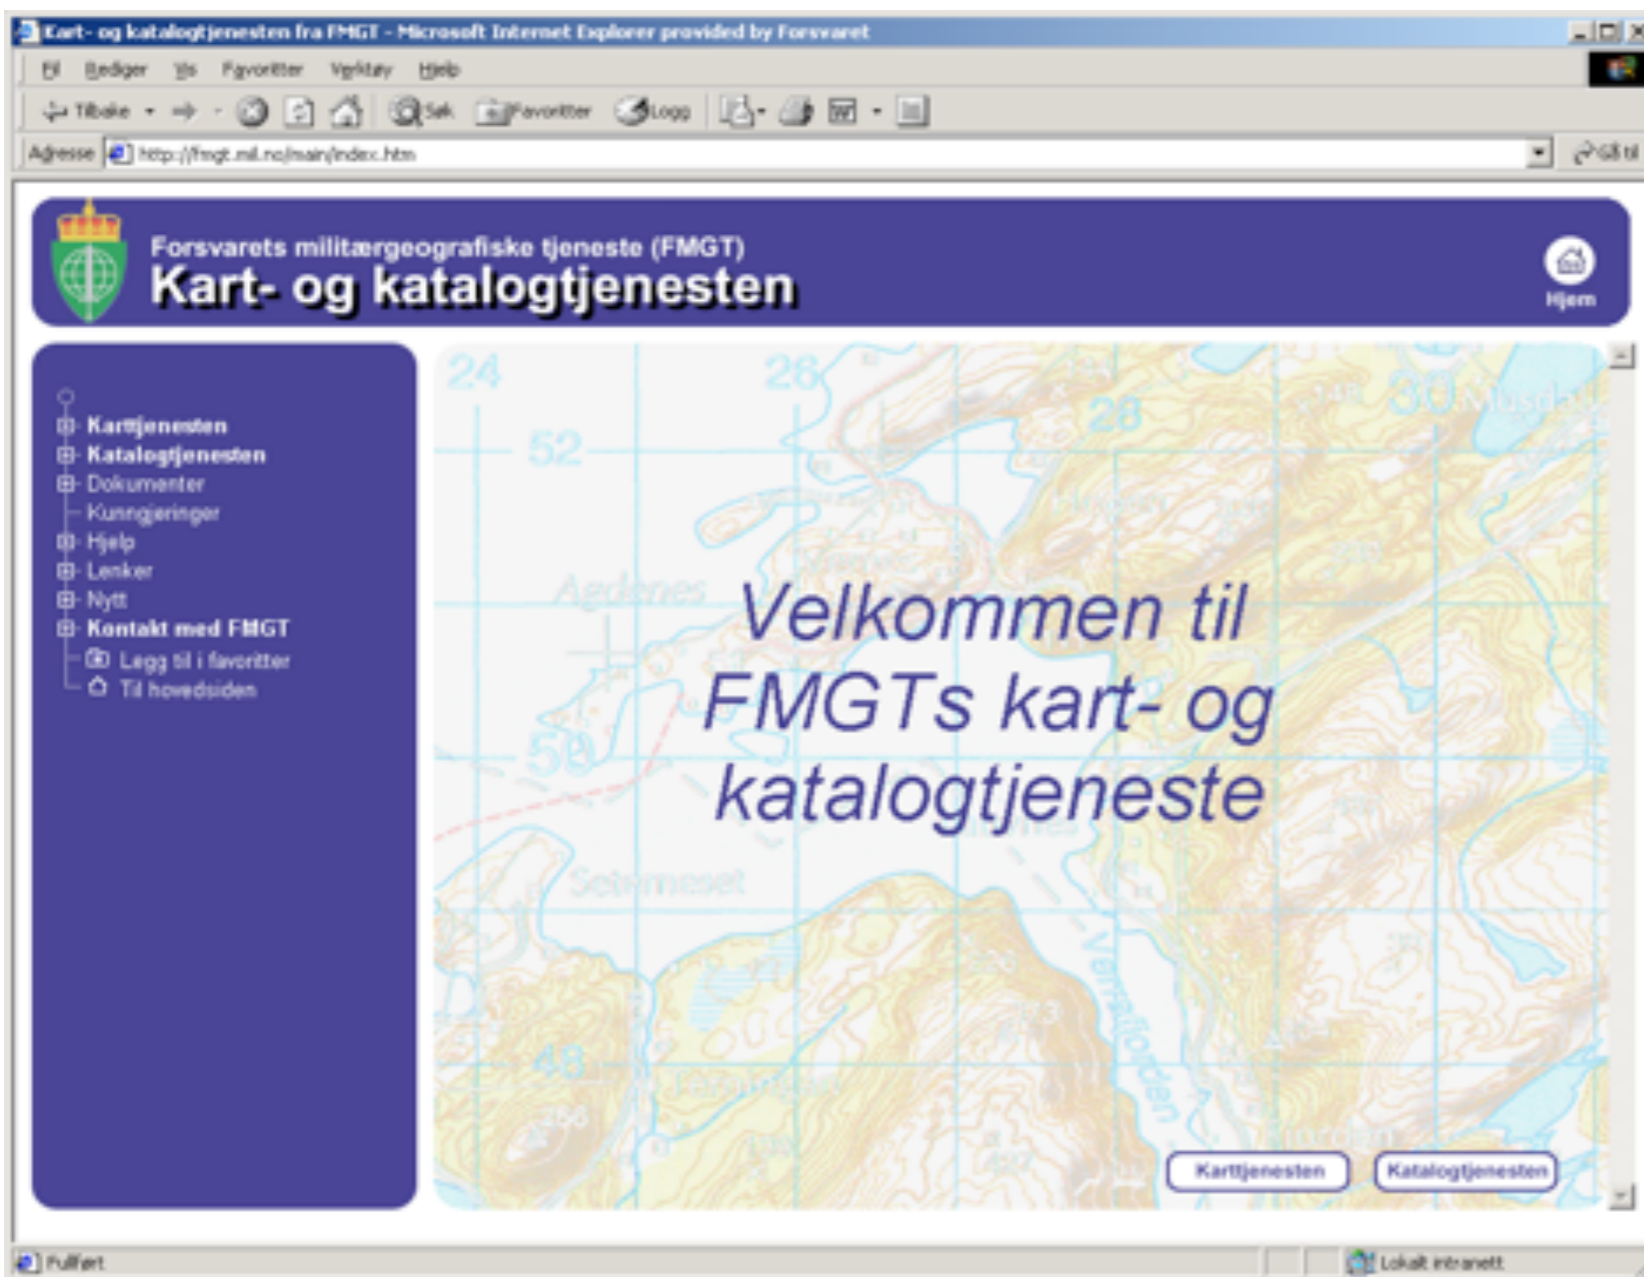 Kart- og katalogtjenesten fra FMGT - Microsoft Internet Explorer provided by Forsvaret
Fil Rediger Vis Favoritter Verktøy Hjelp
Tilbake Søk Favoritter Logg
Adresse http://fmgt.mil.no/main/index.htm Gå til
Forsvarets militærgeografiske tjeneste (FMGT)
Kart- og katalogtjenesten
Hjem
Karttjenesten
Katalogtjenesten
Dokumenter
Kunngjøringer
Hjelp
Lenker
Nytt
Kontakt med FMGT
Legg til i favoritter
Til hovedsiden
24 26 28 30
52
Agdenes
Velkommen til
FMGTs kart- og
katalogtjeneste
50
48
Karttjenesten Katalogtjenesten
Fullført Lokalt intranett